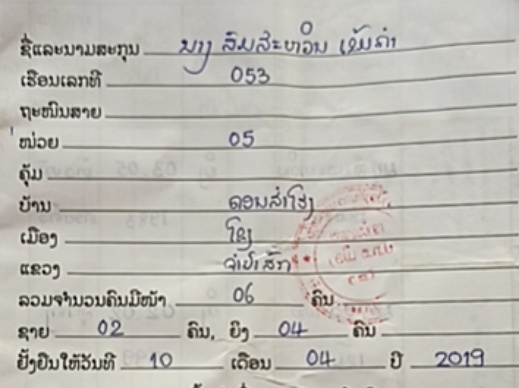 ຊື່ແລະນາມສະກຸນ ນາງ ສົມສະຫວິນ ເຂັມຄຳ
ເຮືອນເລກທີ 053
ຖະໜົນສາຍ
ໜ່ວຍ 05
ຄຸ້ມ
ບ້ານ ດອນສຳໂຮງ
ເມືອງ ໂຂງ
ແຂວງ ຈຳປາສັກ
ລວມຈຳນວນຄົນມີໜ້າ 06 ຄົນ
ຊາຍ 02 ຄົນ, ຍິງ 04 ຄົນ
ຢັ້ງຢືນໃຫ້ວັນທີ 10 ເດືອນ 04 ປີ 2019